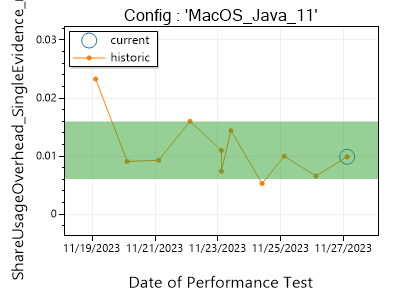 Config : 'MacOS_Java_11'
current
historic
0.03
0.02
0.01
0
ShareUsageOverhead_SingleEvidence_
11/19/2023 11/21/2023 11/23/2023 11/25/2023 11/27/2023
Date of Performance Test